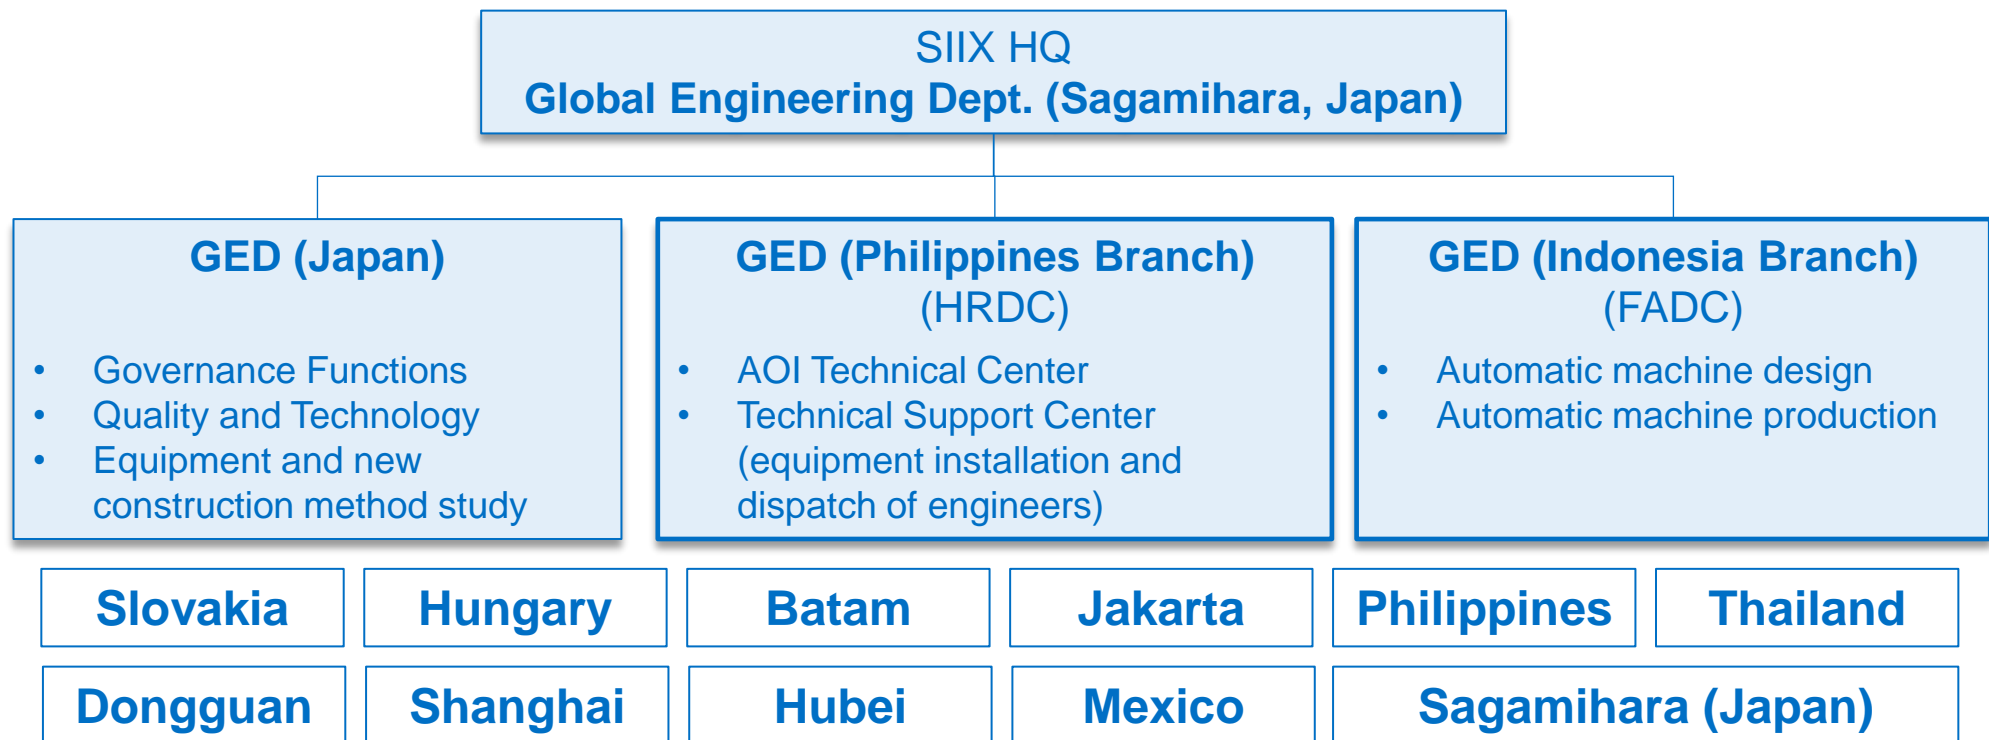 SIIX HQ
Global Engineering Dept. (Sagamihara, Japan)
GED (Japan)
• Governance Functions
• Quality and Technology
• Equipment and new
construction method study
GED (Philippines Branch)
(HRDC)
• AOI Technical Center
• Technical Support Center
(equipment installation and
dispatch of engineers)
GED (Indonesia Branch)
(FADC)
• Automatic machine design
• Automatic machine production
Slovakia
Hungary
Batam
Jakarta
Philippines
Thailand
Dongguan
Shanghai
Hubei
Mexico
Sagamihara (Japan)